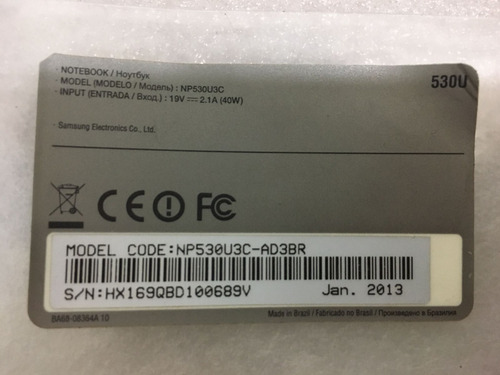 · NOTEBOOK / Ноутбук
· MODEL (MODELO / Модель) : NP530U3C
· INPUT (ENTRADA / Вход.) : 19V ⎓ 2.1A (40W)
530U
· Samsung Electronics Co., Ltd.
CE FC
MODEL CODE:NP530U3C-AD3BR
S/N:HX169QBD100689V Jan. 2013
BA68-08364A 10 Made in Brazil / Fabricado no Brasil / Произведено в Бразилия